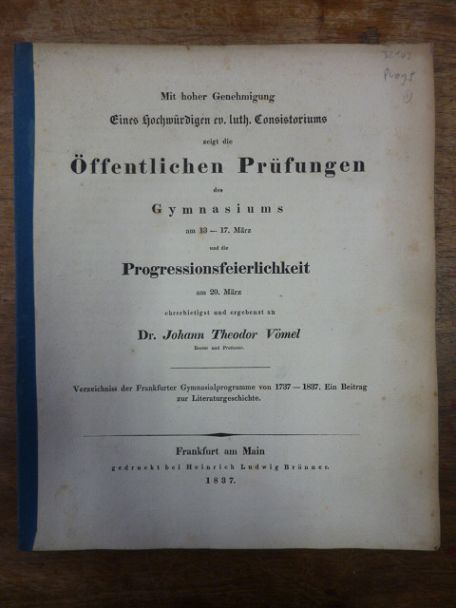 Mit hoher Genehmigung
Eines Hochwürdigen ev. luth. Consistoriums
zeigt die
Öffentlichen Prüfungen
des
Gymnasiums
am 13 — 17. März
und die
Progressionsfeierlichkeit
am 20. März
ehrerbietigst und ergebenst an
Dr. Johann Theodor Vömel
Rector und Professor.
Verzeichniss der Frankfurter Gymnasialprogramme von 1737 — 1837. Ein Beitrag
zur Literaturgeschichte.
Frankfurt am Main
gedruckt bei Heinrich Ludwig Brönner.
1837.